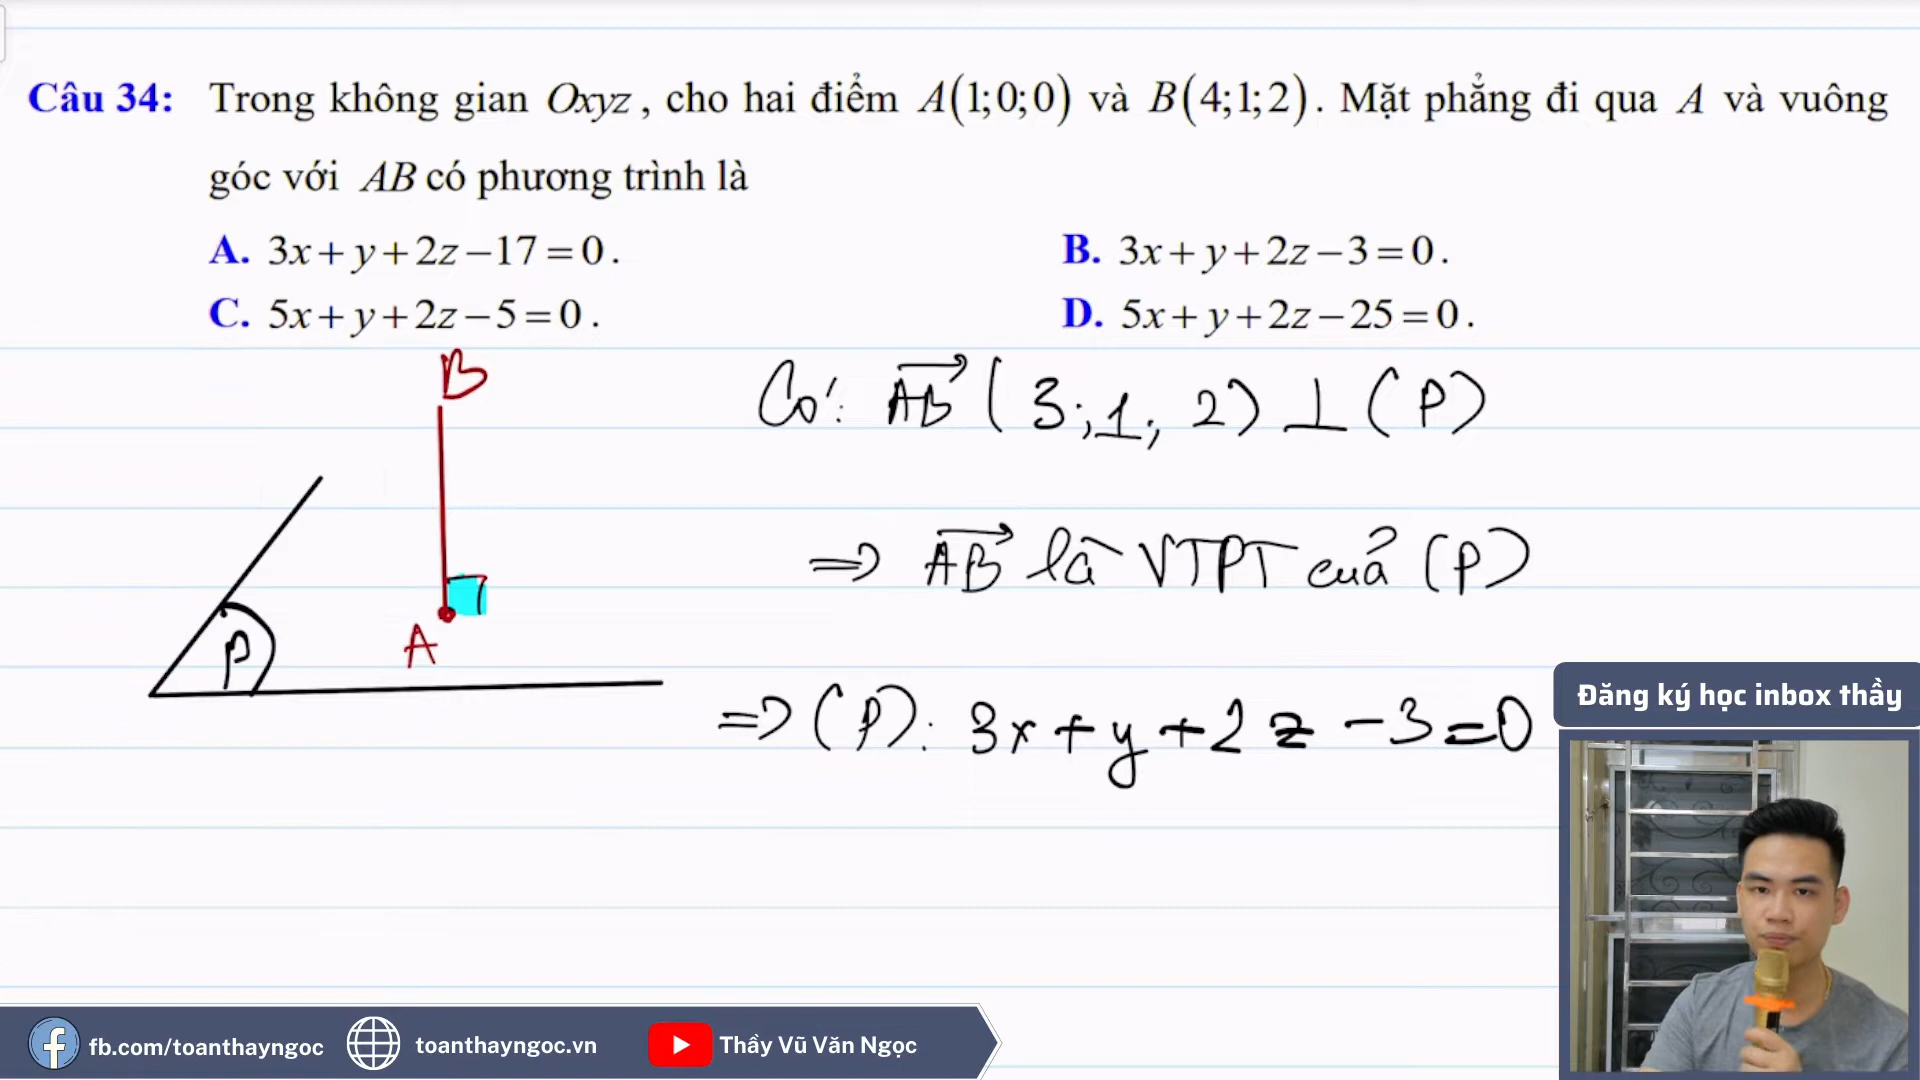 Câu 34: Trong không gian Oxyz, cho hai điểm A(1;0;0) và B(4;1;2). Mặt phẳng đi qua A và vuông
góc với AB có phương trình là
A. 3x+y+2z−17=0. B. 3x+y+2z−3=0.
C. 5x+y+2z−5=0. D. 5x+y+2z−25=0.
B
Có: AB (3;1;2) ⊥ (P)
⇒ AB là VTPT của (P)
A
P
⇒ (P): 3x+y+2z−3=0
Đăng ký học inbox thầy
fb.com/toanthayngoc toanthayngoc.vn Thầy Vũ Văn Ngọc